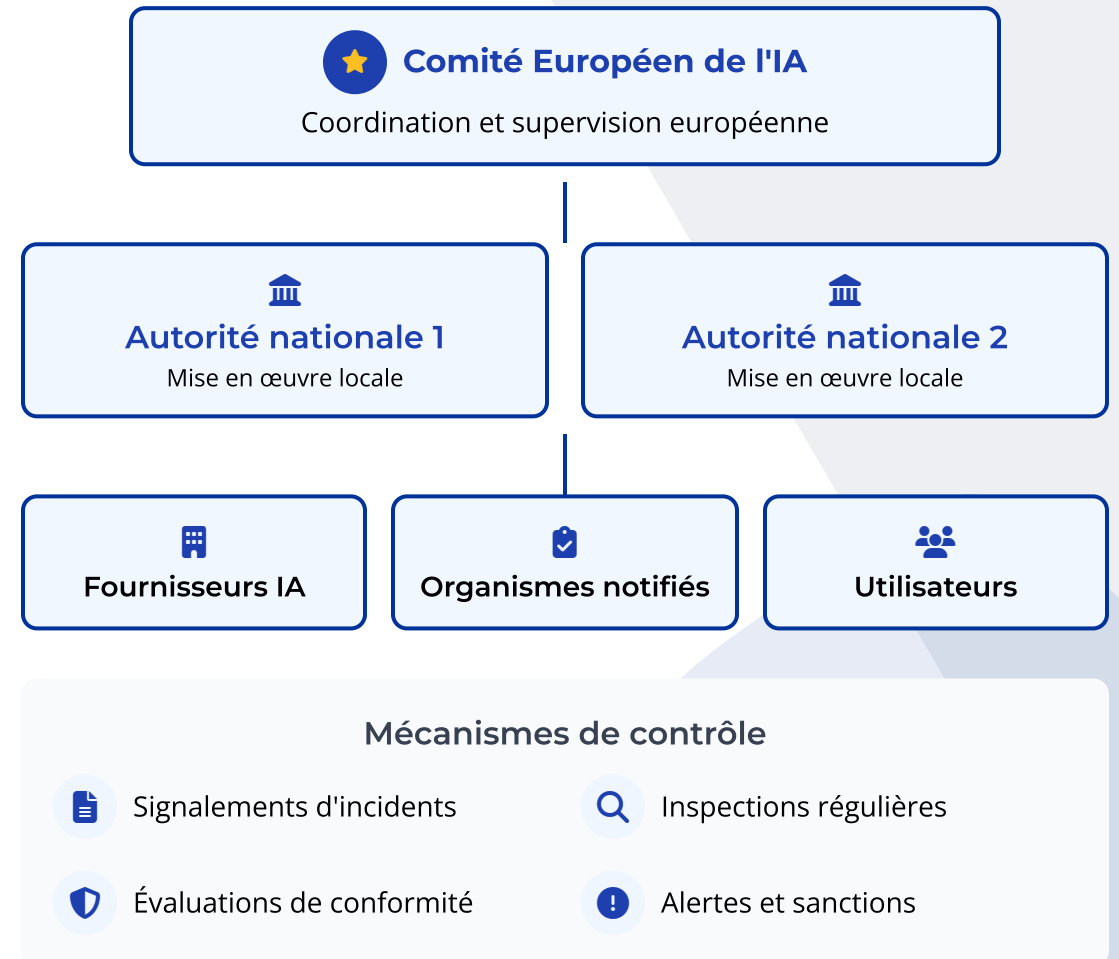 Comité Européen de l'IA
Coordination et supervision européenne
Autorité nationale 1
Mise en œuvre locale
Autorité nationale 2
Mise en œuvre locale
Fournisseurs IA
Organismes notifiés
Utilisateurs
Mécanismes de contrôle
Signalements d'incidents
Inspections régulières
Évaluations de conformité
Alertes et sanctions